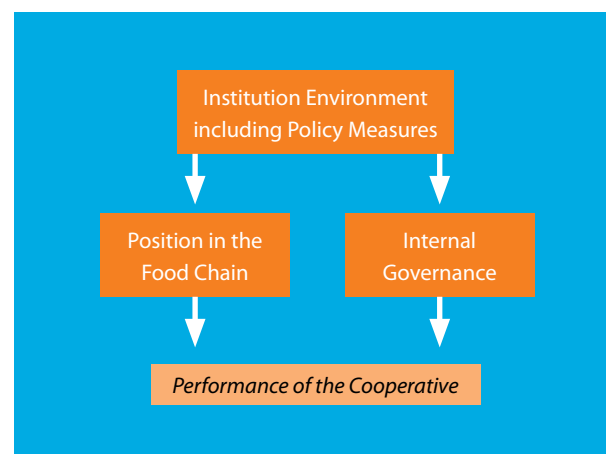 Institution Environment
including Policy Measures
Position in the
Food Chain
Internal
Governance
Performance of the Cooperative